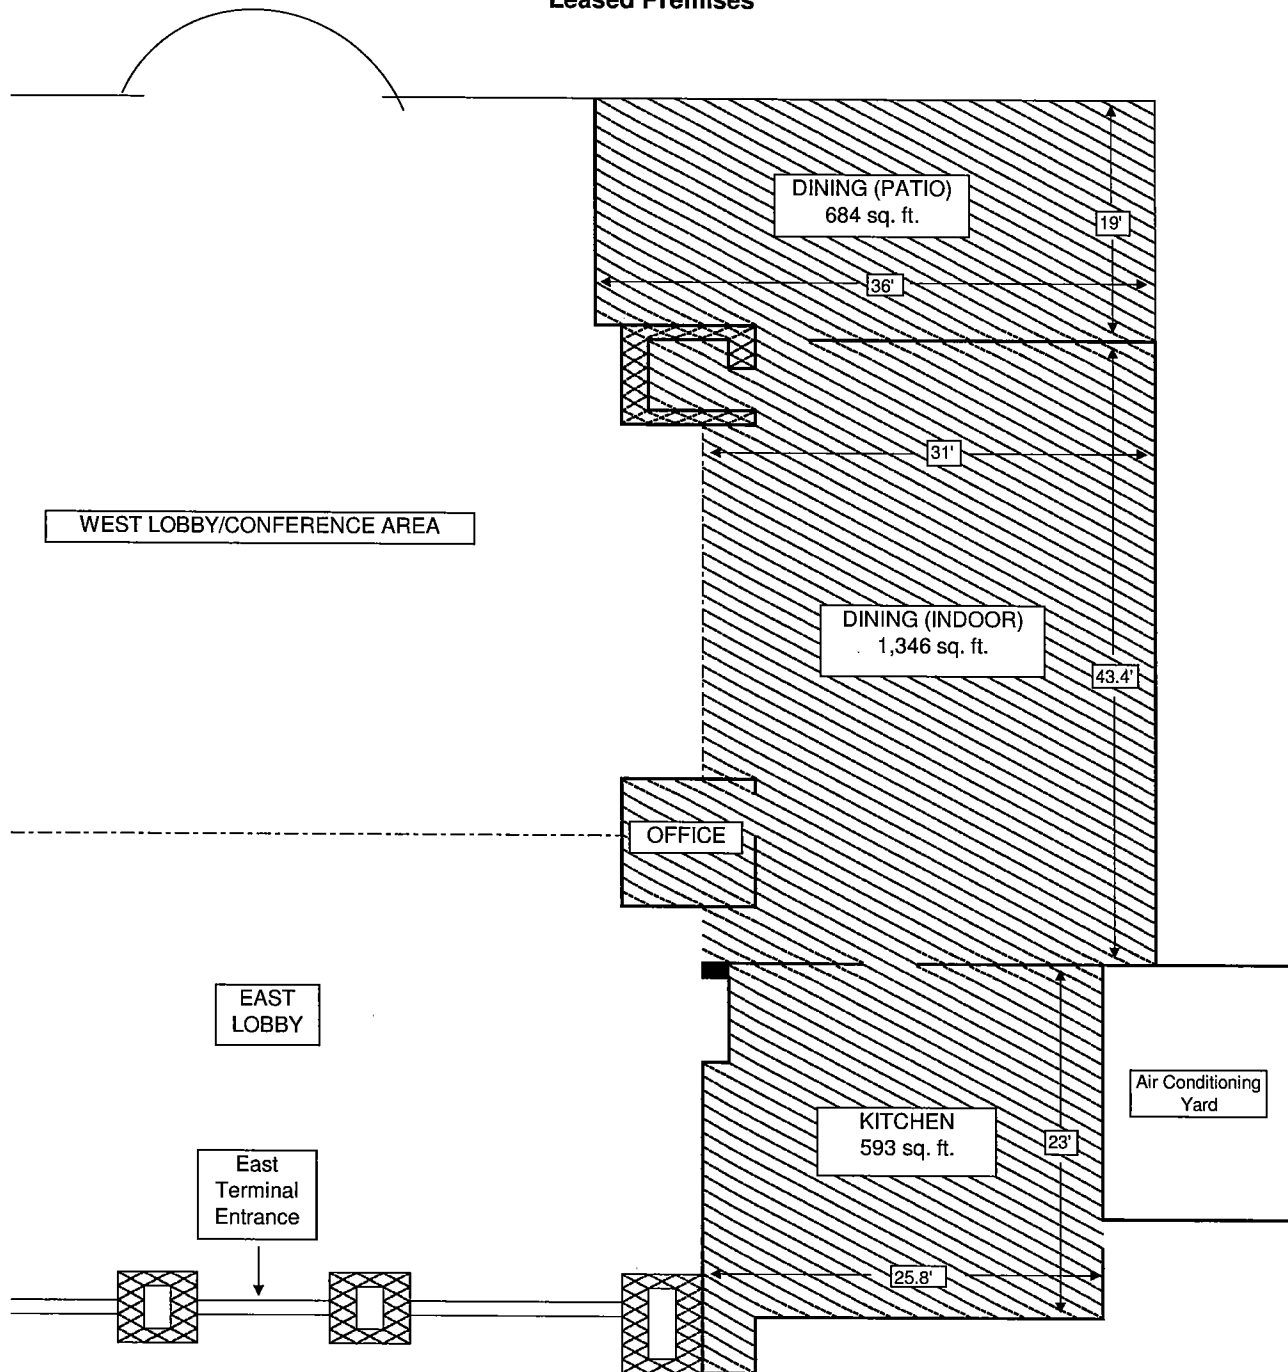 Leased Premises
DINING (PATIO)
684 sq. ft.
19'
36'
31'
WEST LOBBY/CONFERENCE AREA
DINING (INDOOR)
1,346 sq. ft.
43.4'
OFFICE
EAST
LOBBY
Air Conditioning
Yard
KITCHEN
593 sq. ft.
23'
East
Terminal
Entrance
25.8'